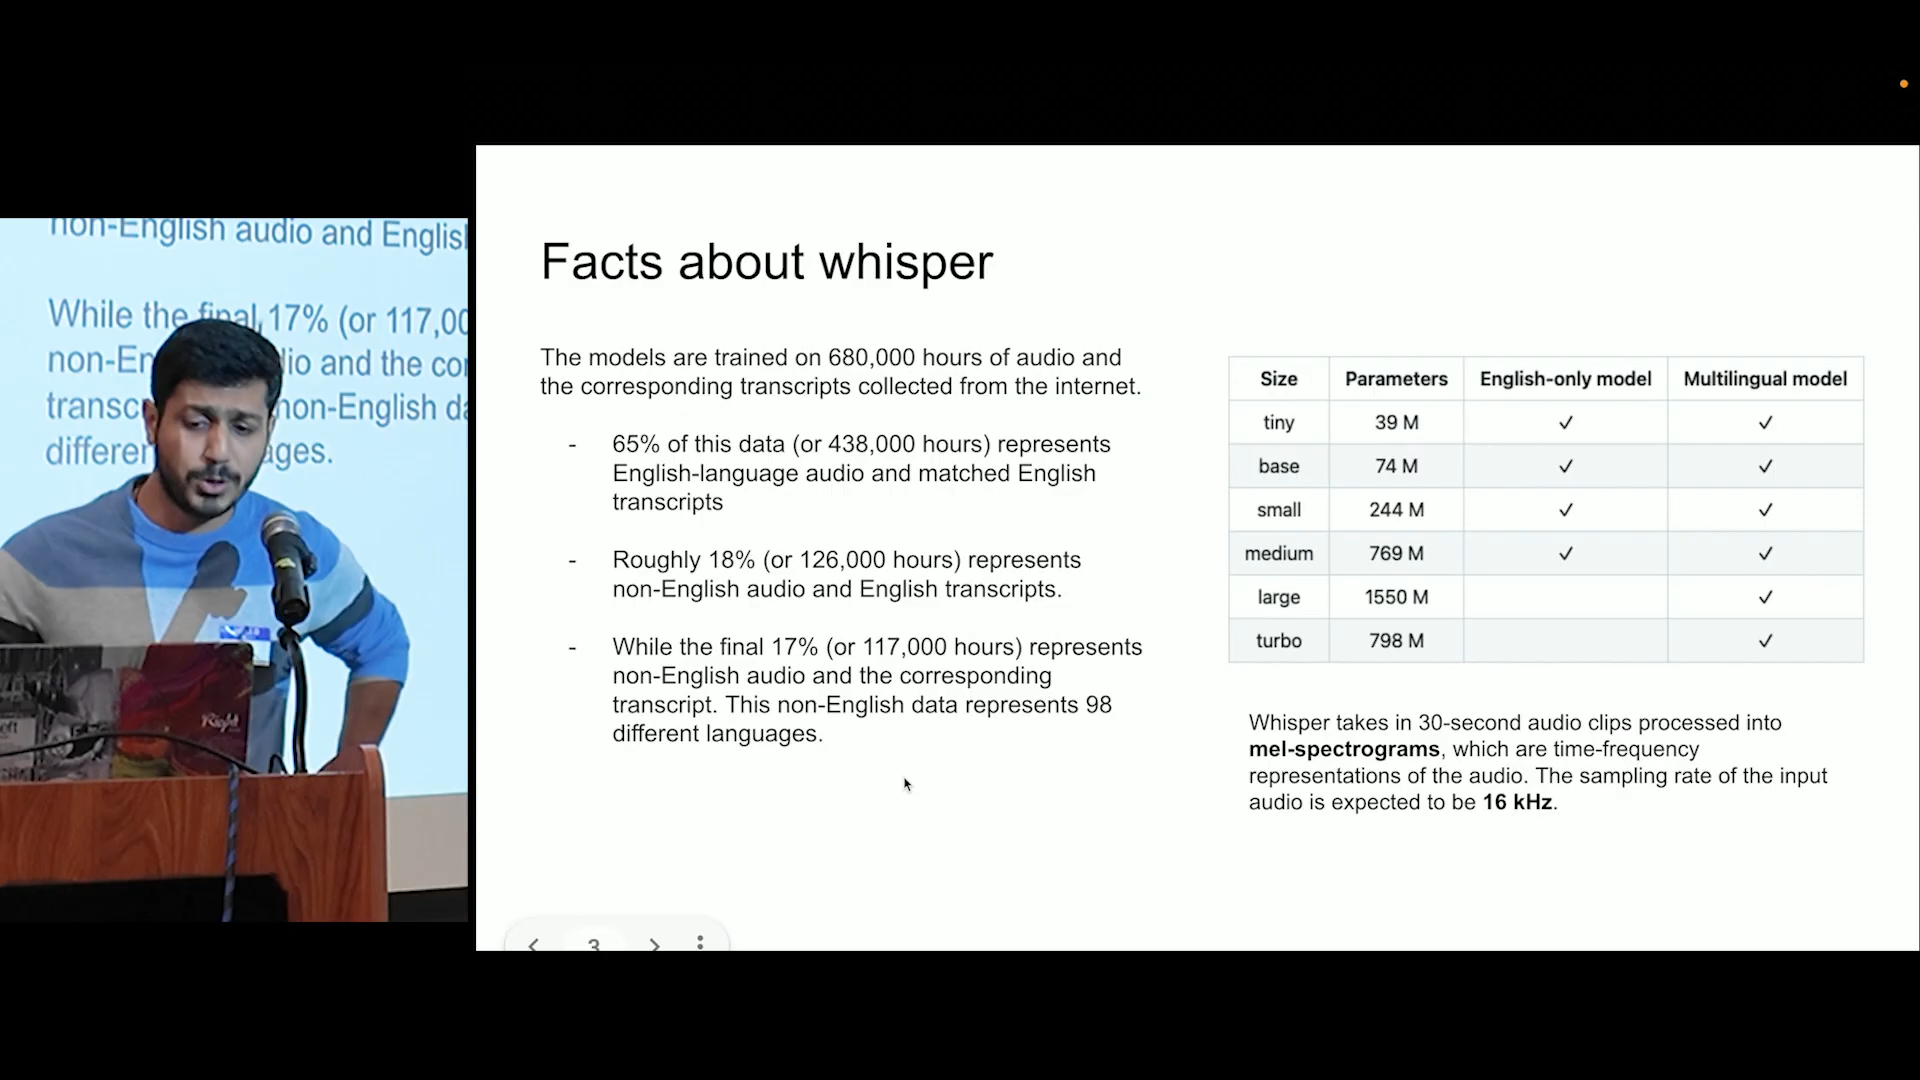 non-English audio and Englis
While the final 17% (or 117,00
non-En
dio and the cor
transc
non-English da
differen
ages.
Right
Facts about whisper
The models are trained on 680,000 hours of audio and
the corresponding transcripts collected from the internet.
- 65% of this data (or 438,000 hours) represents
English-language audio and matched English
transcripts
- Roughly 18% (or 126,000 hours) represents
non-English audio and English transcripts.
- While the final 17% (or 117,000 hours) represents
non-English audio and the corresponding
transcript. This non-English data represents 98
different languages.
Size Parameters English-only model Multilingual model
tiny 39 M ✓ ✓
base 74 M ✓ ✓
small 244 M ✓ ✓
medium 769 M ✓ ✓
large 1550 M ✓
turbo 798 M ✓
Whisper takes in 30-second audio clips processed into
mel-spectrograms, which are time-frequency
representations of the audio. The sampling rate of the input
audio is expected to be 16 kHz.
3